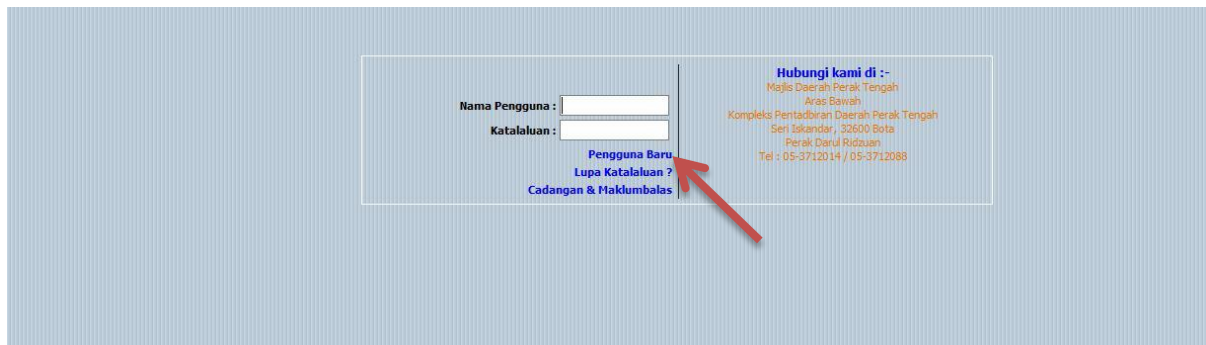 Nama Pengguna :
Katalaluan :
Pengguna Baru
Lupa Katalaluan ?
Cadangan & Maklumbalas
Hubungi kami di :-
Majlis Daerah Perak Tengah
Aras Bawah
Kompleks Pentadbiran Daerah Perak Tengah
Seri Iskandar, 32600 Bota
Perak Darul Ridzuan
Tel : 05-3712014 / 05-3712088